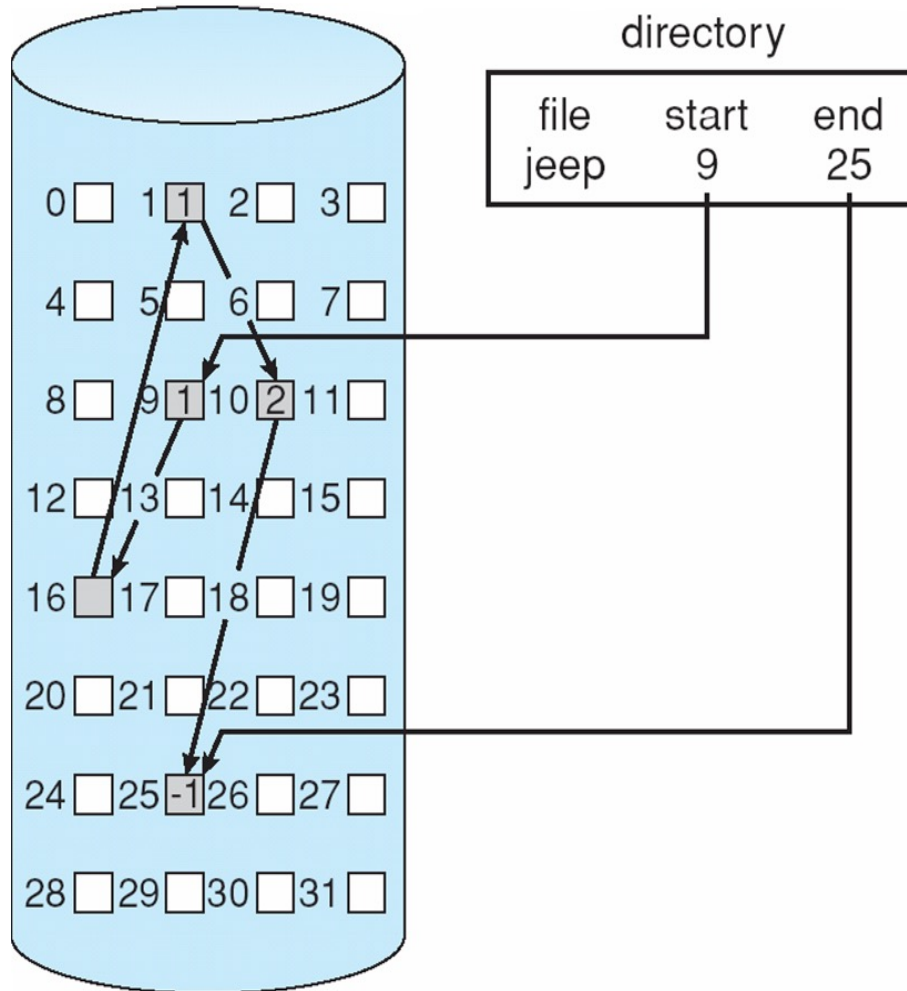 directory
file start end
jeep 9 25
0 1 1 2 3
4 5 6 7
8 9 1 10 2 11
12 13 14 15
16 17 18 19
20 21 22 23
24 25 -1 26 27
28 29 30 31